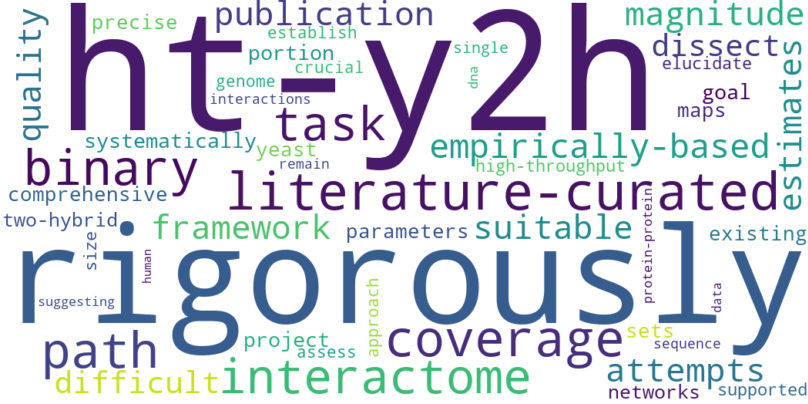 precise
publication
magnitude
quality
ht-y2h
establish
portion
single
dissect
crucial
elucidate
genome
dna
estimates
interactions
goal
task
maps
systematically
yeast
empirically-based
binary
remain
high-throughput
comprehensive
literature-curated
two-hybrid
framework
parameters
suitable
protein-protein
existing
size
human
rigorously
suggesting
approach
data
path
project
coverage
sets
assess
sequence
difficult
interactome
attempts
networks
supported